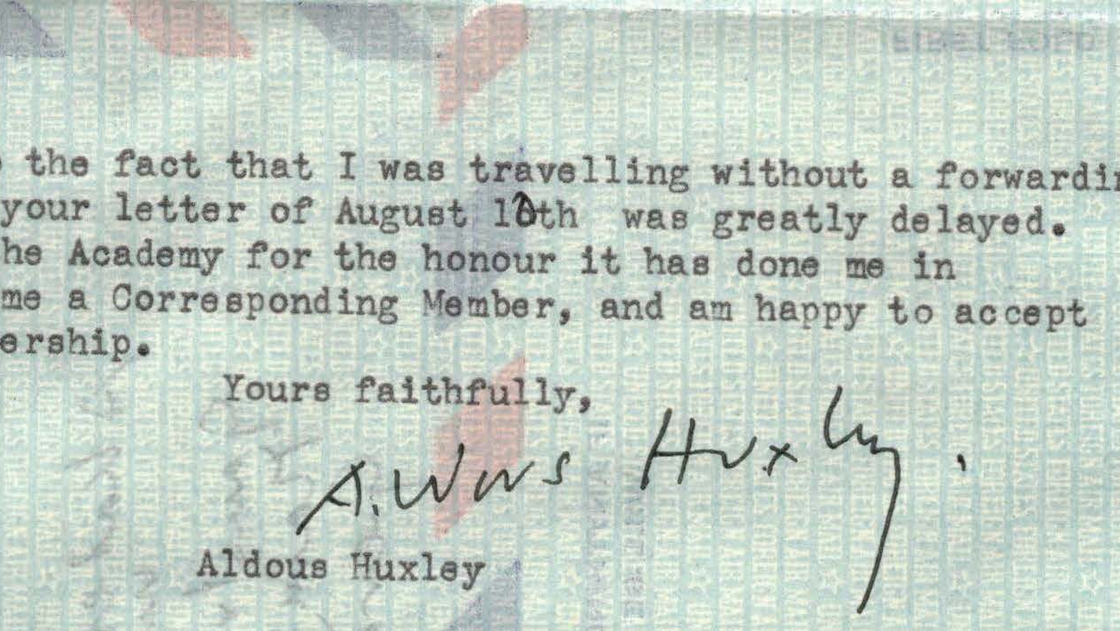 the fact that I was travelling without a forwardin
your letter of August 10th was greatly delayed.
he Academy for the honour it has done me in
me a Corresponding Member, and am happy to accept
ership.
Yours faithfully,
Huxley.
Aldous Huxley